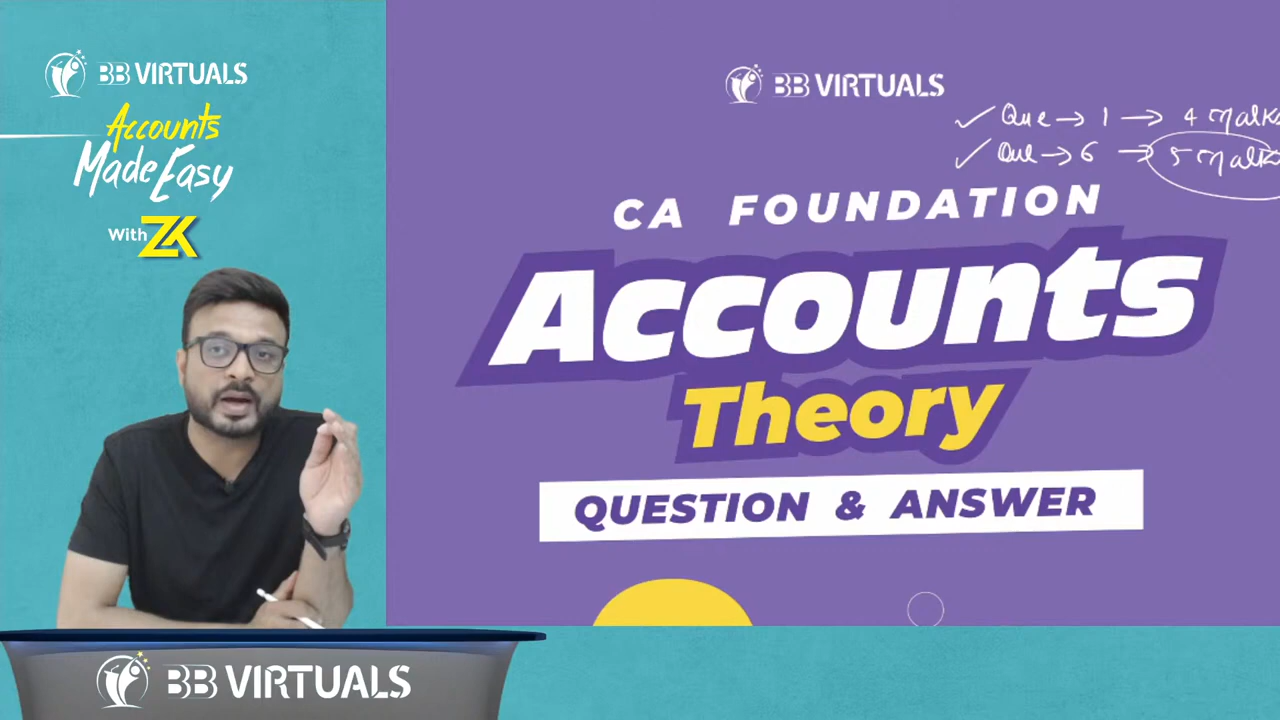 BB VIRTUALS
Accounts
Made Easy
With ZK
BB VIRTUALS
Que → 1 → 4 Marks
Que → 6 → 5 Marks
CA FOUNDATION
Accounts
Theory
QUESTION & ANSWER
BB VIRTUALS